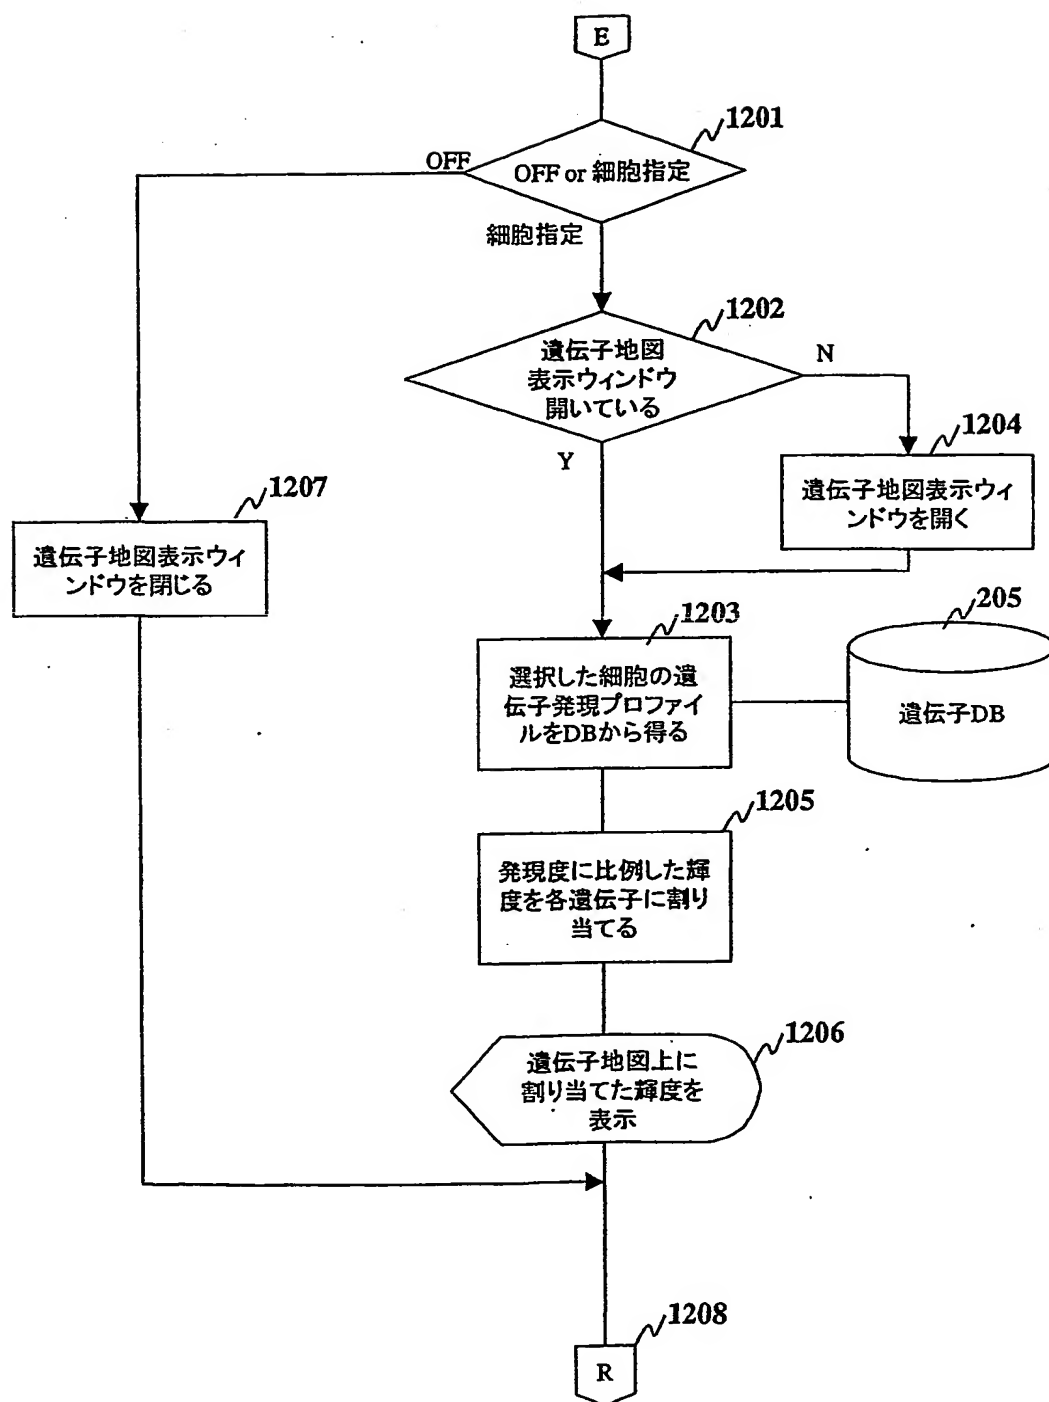 E
1201
OFF
OFF or 細胞指定
細胞指定
1202
遺伝子地図
表示ウィンドウ
開いている
N
Y
1204
遺伝子地図表示ウィ
ンドウを開く
1207
遺伝子地図表示ウィ
ンドウを閉じる
1203
選択した細胞の遺
伝子発現プロファイ
ルをDBから得る
205
遺伝子DB
1205
発現度に比例した輝
度を各遺伝子に割り
当てる
1206
遺伝子地図上に
割り当てた輝度を
表示
1208
R